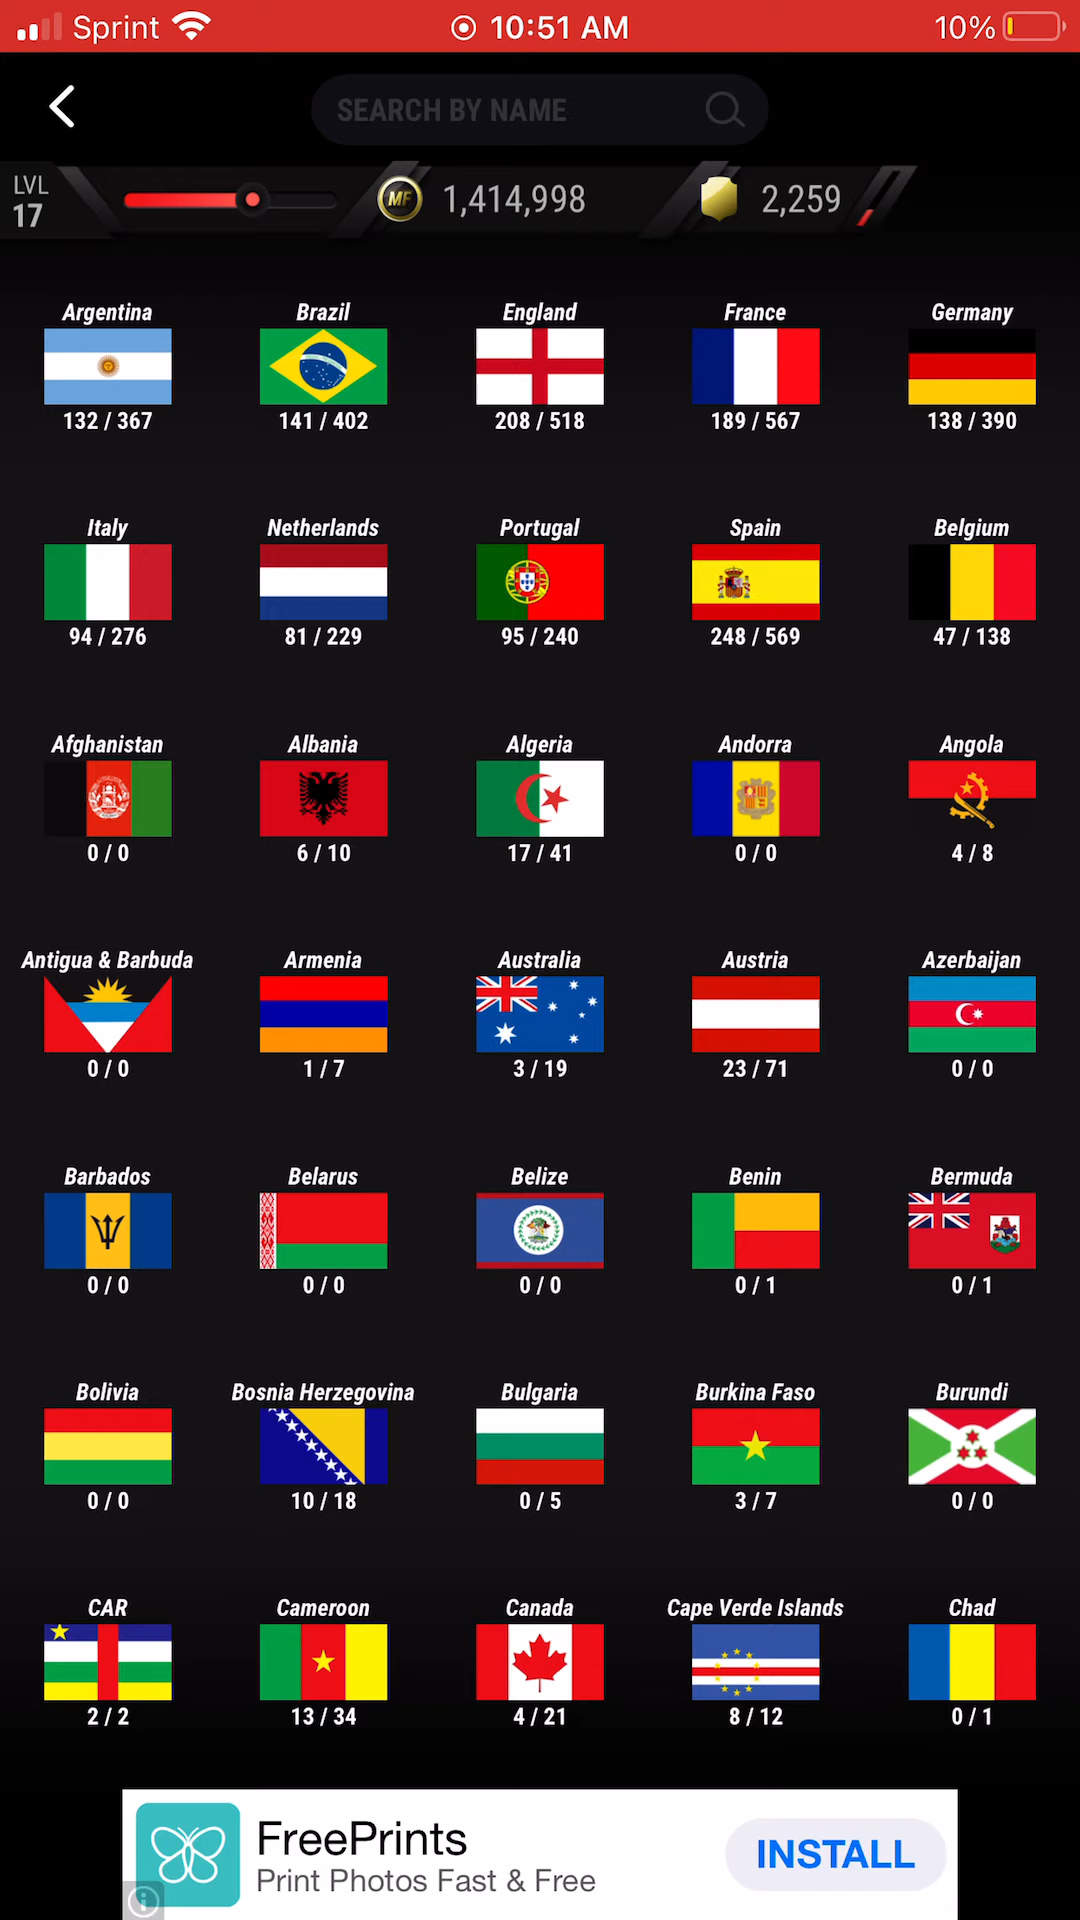 Sprint 10:51 AM 10%
SEARCH BY NAME
LVL
17
MF 1,414,998 2,259
Argentina Brazil England France Germany
132 / 367 141 / 402 208 / 518 189 / 567 138 / 390
Italy Netherlands Portugal Spain Belgium
94 / 276 81 / 229 95 / 240 248 / 569 47 / 138
Afghanistan Albania Algeria Andorra Angola
0 / 0 6 / 10 17 / 41 0 / 0 4 / 8
Antigua & Barbuda Armenia Australia Austria Azerbaijan
0 / 0 1 / 7 3 / 19 23 / 71 0 / 0
Barbados Belarus Belize Benin Bermuda
0 / 0 0 / 0 0 / 0 0 / 1 0 / 1
Bolivia Bosnia Herzegovina Bulgaria Burkina Faso Burundi
0 / 0 10 / 18 0 / 5 3 / 7 0 / 0
CAR Cameroon Canada Cape Verde Islands Chad
2 / 2 13 / 34 4 / 21 8 / 12 0 / 1
FreePrints
Print Photos Fast & Free
INSTALL